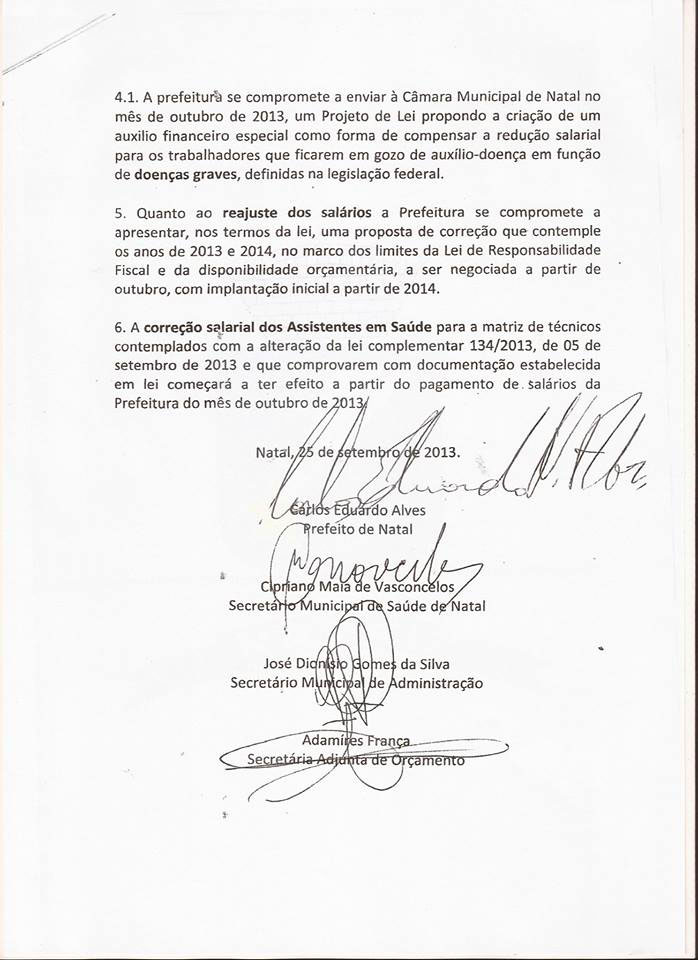 4.1. A prefeitura se compromete a enviar à Câmara Municipal de Natal no
mês de outubro de 2013, um Projeto de Lei propondo a criação de um
auxilio financeiro especial como forma de compensar a redução salarial
para os trabalhadores que ficarem em gozo de auxílio-doença em função
de doenças graves, definidas na legislação federal.
5. Quanto ao reajuste dos salários a Prefeitura se compromete a
apresentar, nos termos da lei, uma proposta de correção que contemple
os anos de 2013 e 2014, no marco dos limites da Lei de Responsabilidade
Fiscal e da disponibilidade orçamentária, a ser negociada a partir de
outubro, com implantação inicial a partir de 2014.
6. A correção salarial dos Assistentes em Saúde para a matriz de técnicos
contemplados com a alteração da lei complementar 134/2013, de 05 de
setembro de 2013 e que comprovarem com documentação estabelecida
em lei começará a ter efeito a partir do pagamento de salários da
Prefeitura do mês de outubro de 2013.
Natal, 25 de setembro de 2013.
Carlos Eduardo
Carlos Eduardo Alves
Prefeito de Natal
Cipriano Maia de Vasconcelos
Secretário Municipal de Saúde de Natal
José Dionísio Gomes da Silva
Secretário Municipal de Administração
Adamíres França
Secretária Adjunta de Orçamento